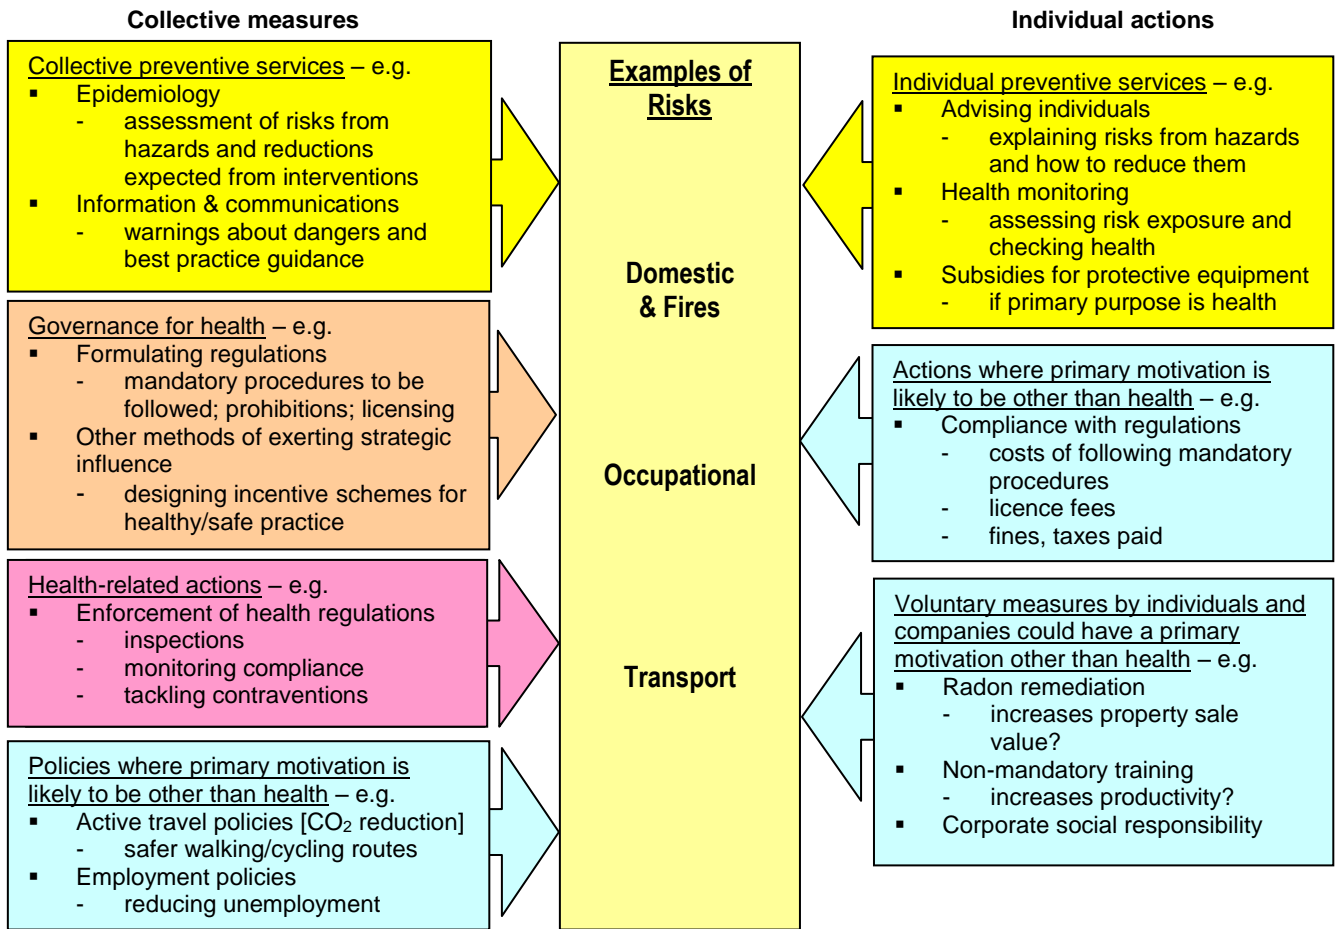 Collective measures
Collective preventive services – e.g.
▪ Epidemiology
- assessment of risks from
hazards and reductions
expected from interventions
▪ Information & communications
- warnings about dangers and
best practice guidance
Governance for health – e.g.
▪ Formulating regulations
- mandatory procedures to be
followed; prohibitions; licensing
▪ Other methods of exerting strategic
influence
- designing incentive schemes for
healthy/safe practice
Health-related actions – e.g.
▪ Enforcement of health regulations
- inspections
- monitoring compliance
- tackling contraventions
Policies where primary motivation is
likely to be other than health – e.g.
▪ Active travel policies [CO₂ reduction]
- safer walking/cycling routes
▪ Employment policies
- reducing unemployment
Examples of
Risks
Domestic
& Fires
Occupational
Transport
Individual actions
Individual preventive services – e.g.
▪ Advising individuals
- explaining risks from hazards
and how to reduce them
▪ Health monitoring
- assessing risk exposure and
checking health
▪ Subsidies for protective equipment
- if primary purpose is health
Actions where primary motivation is
likely to be other than health – e.g.
▪ Compliance with regulations
- costs of following mandatory
procedures
- licence fees
- fines, taxes paid
Voluntary measures by individuals and
companies could have a primary
motivation other than health – e.g.
▪ Radon remediation
- increases property sale
value?
▪ Non-mandatory training
- increases productivity?
▪ Corporate social responsibility